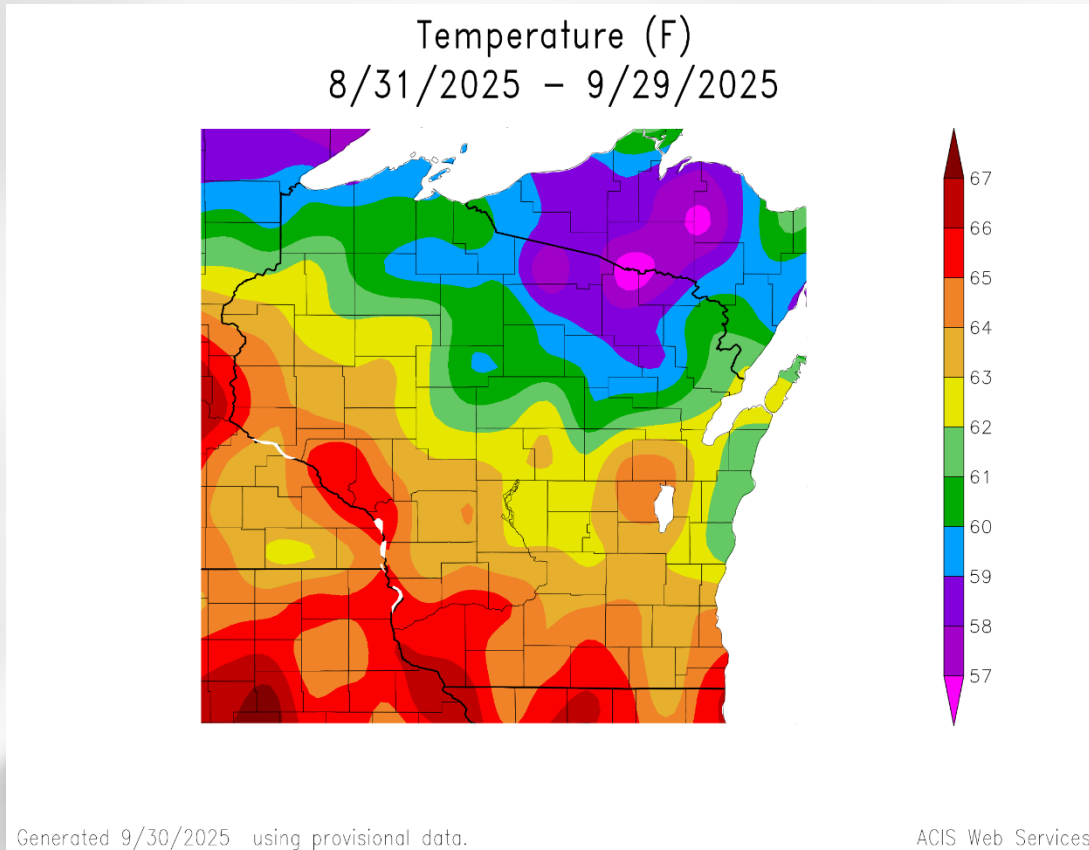 Temperature (F)
8/31/2025 – 9/29/2025
67
66
65
64
63
62
61
60
59
58
57
Generated 9/30/2025 using provisional data.
ACIS Web Services